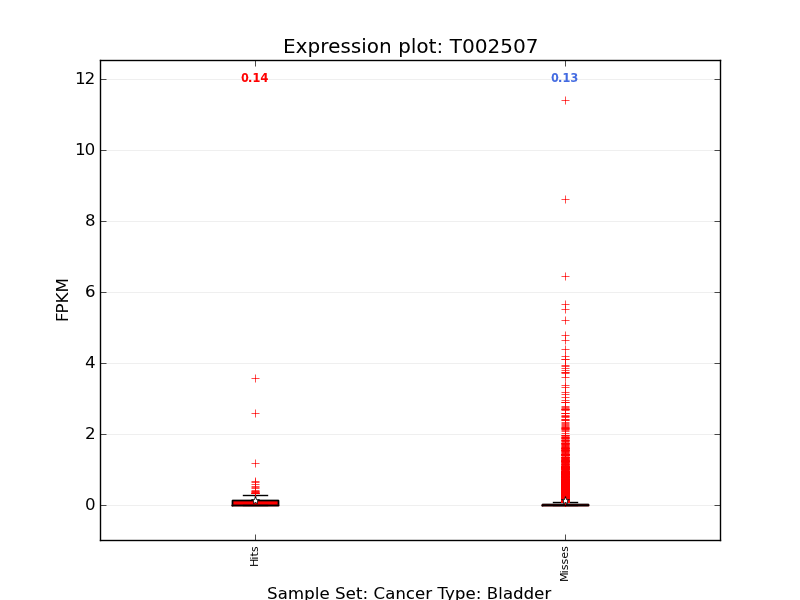 Expression plot: T002507
0.14
0.13
12
10
8
6
4
2
0
FPKM
Hits
Misses
Sample Set: Cancer Type: Bladder